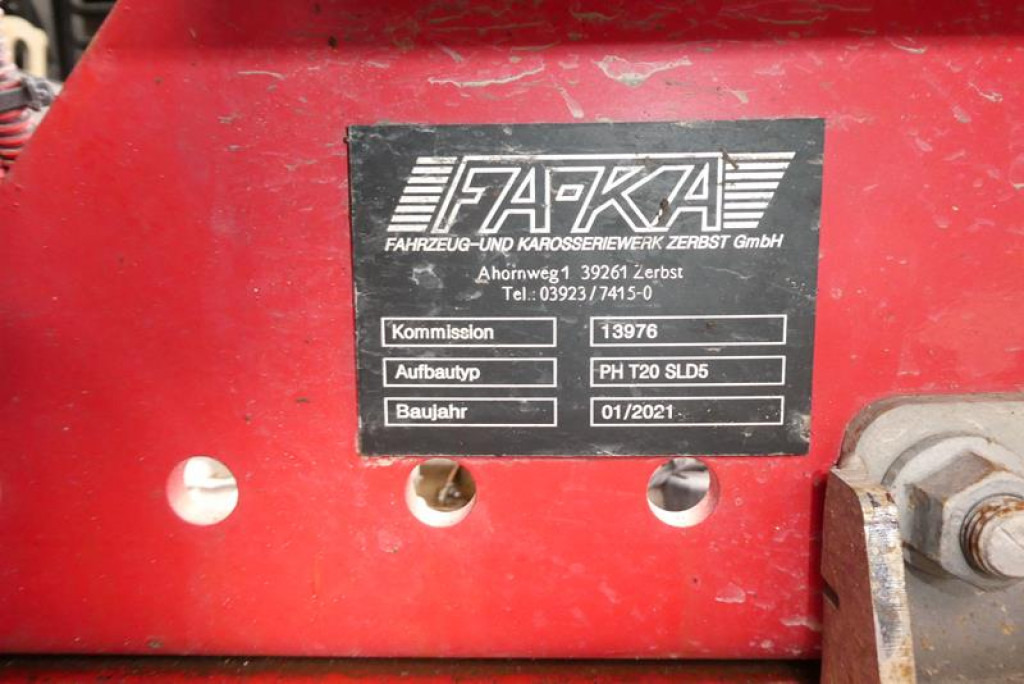 FA-KA
FAHRZEUG-UND KAROSSERIEWERK ZERBST GmbH
Ahornweg 1 39261 Zerbst
Tel.: 03923/7415-0
Kommission 13976
Aufbautyp PH T20 SLD5
Baujahr 01/2021